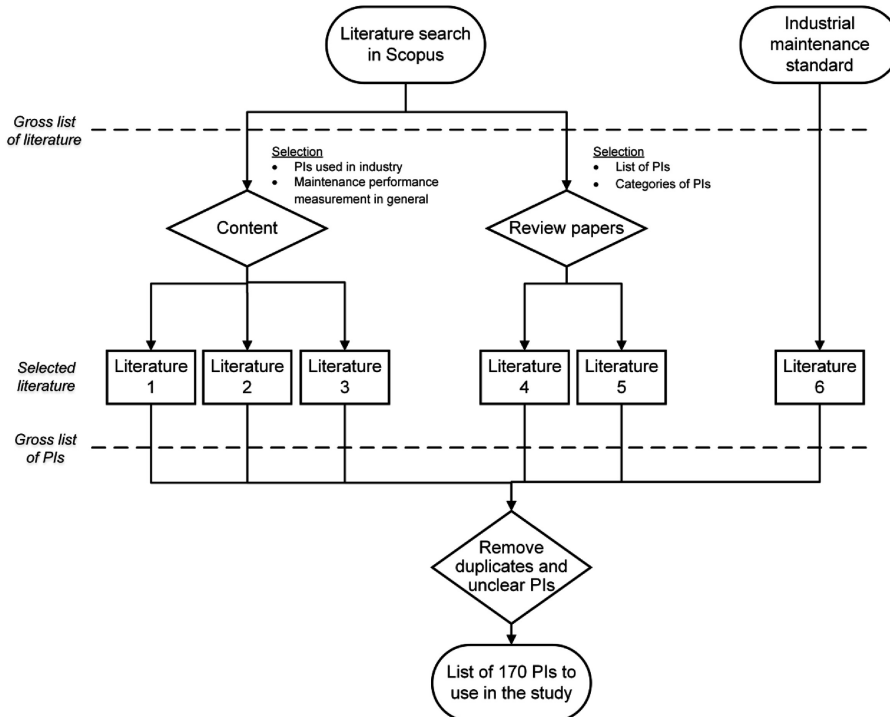 Literature search
in Scopus
Industrial
maintenance
standard
Gross list
of literature
Selection
• PIs used in industry
• Maintenance performance
measurement in general
Selection
• List of PIs
• Categories of PIs
Content
Review papers
Selected
literature
Literature
1
Literature
2
Literature
3
Literature
4
Literature
5
Literature
6
Gross list
of PIs
Remove
duplicates and
unclear PIs
List of 170 PIs to
use in the study